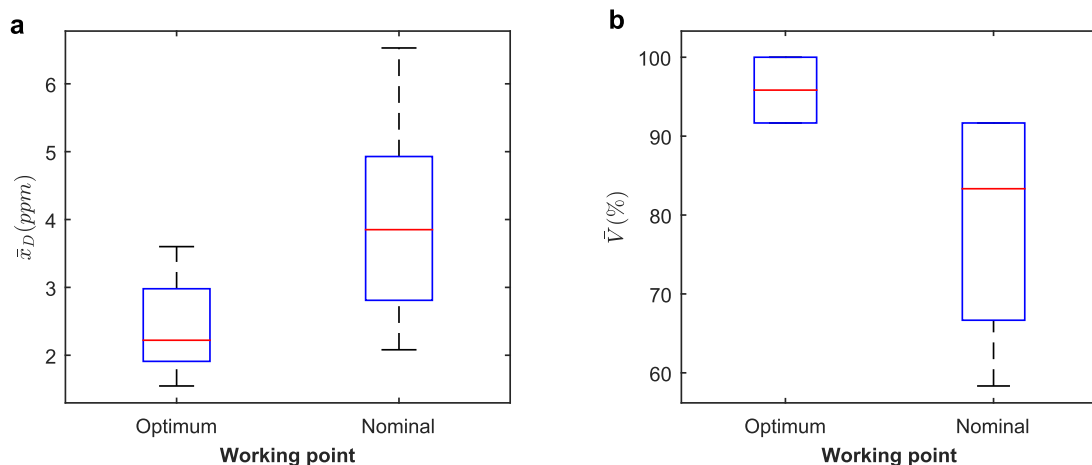 a
x̄_D(ppm)
6
5
4
3
2
Optimum Nominal
Working point
b
V̄(%)
100
90
80
70
60
Optimum Nominal
Working point